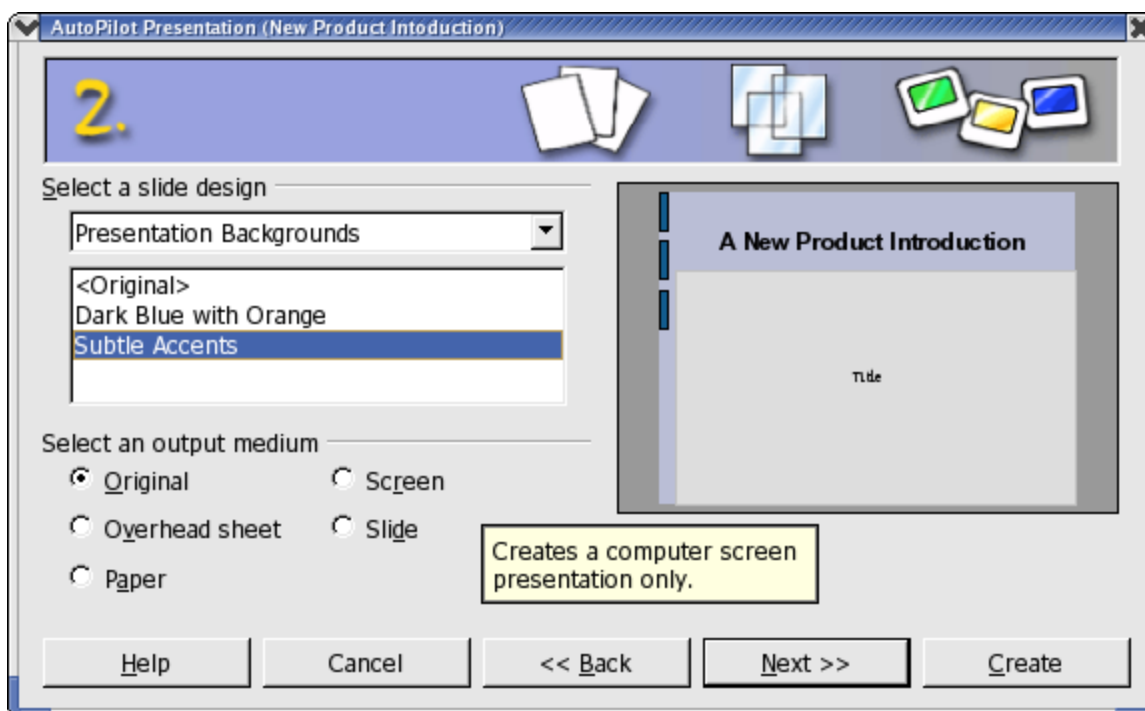 AutoPilot Presentation (New Product Intoduction)
2.
Select a slide design
Presentation Backgrounds
<Original>
Dark Blue with Orange
Subtle Accents
A New Product Introduction
Title
Select an output medium
Original
Screen
Overhead sheet
Slide
Paper
Creates a computer screen
presentation only.
Help
Cancel
<< Back
Next >>
Create